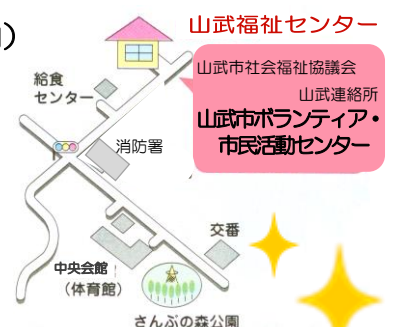 山武福祉センター
山武市社会福祉協議会
山武連絡所
山武市ボランティア・
市民活動センター
給食
センター
消防署
交番
中央会館
（体育館）
さんぶの森公園